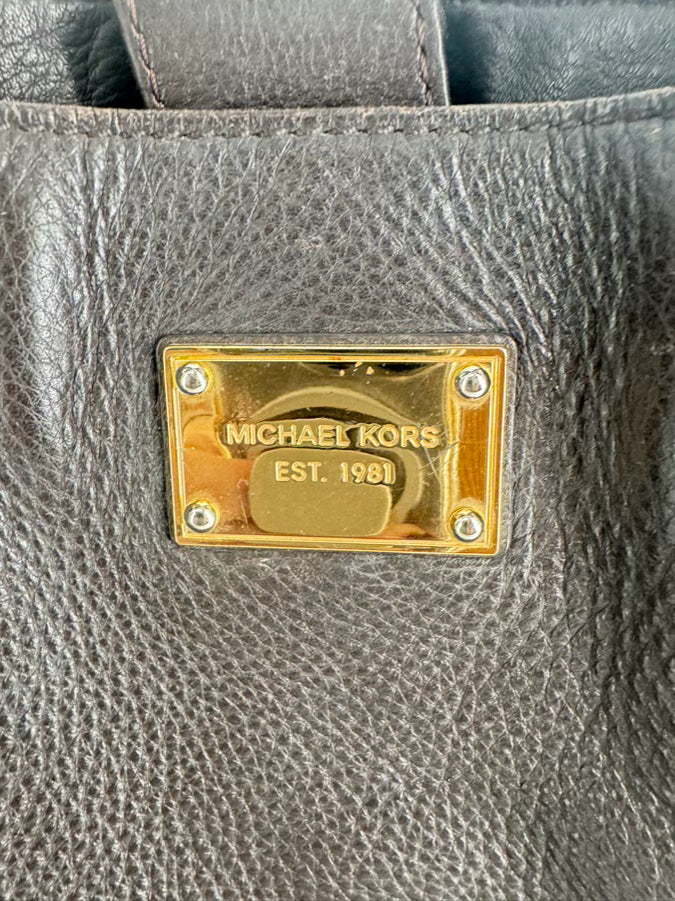 MICHAEL KORS
EST. 1981